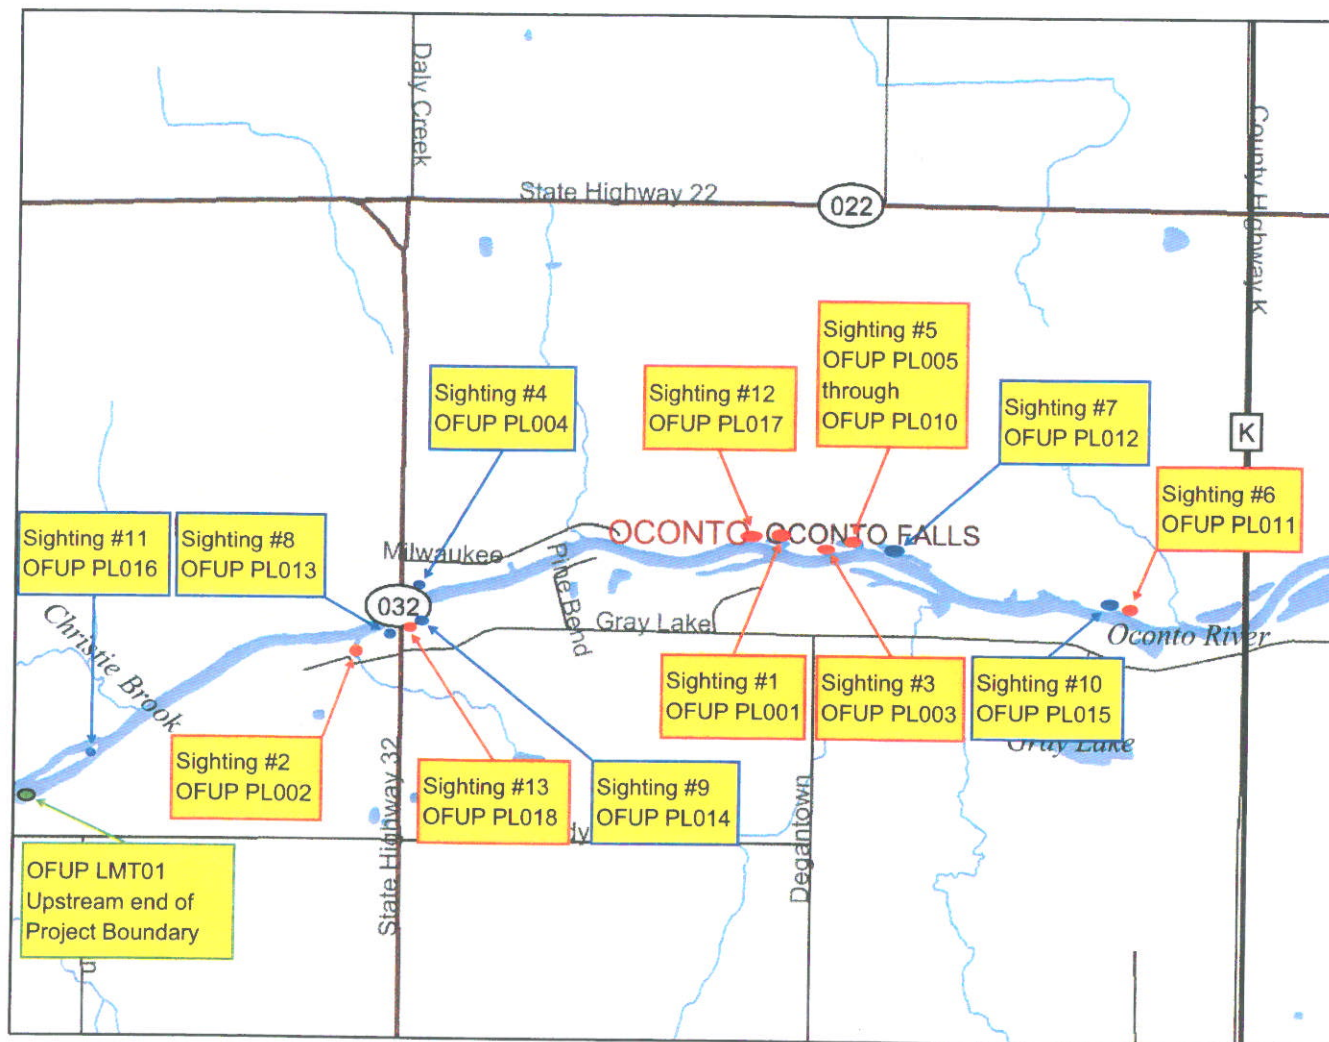 Daly Creek
State Highway 22
022
County Highway K
K
Sighting #5
OFUP PL005
through
OFUP PL010
Sighting #4
OFUP PL004
Sighting #12
OFUP PL017
Sighting #7
OFUP PL012
Sighting #6
OFUP PL011
Sighting #11
OFUP PL016
Sighting #8
OFUP PL013
OCONTO
OCONTO FALLS
Milwaukee
Pine Bend
032
Gray Lake
Christie Brook
Oconto River
Sighting #1
OFUP PL001
Sighting #3
OFUP PL003
Sighting #10
OFUP PL015
Gray Lake
Sighting #2
OFUP PL002
State Highway 32
Sighting #13
OFUP PL018
Sighting #9
OFUP PL014
Degantown
OFUP LMT01
Upstream end of
Project Boundary